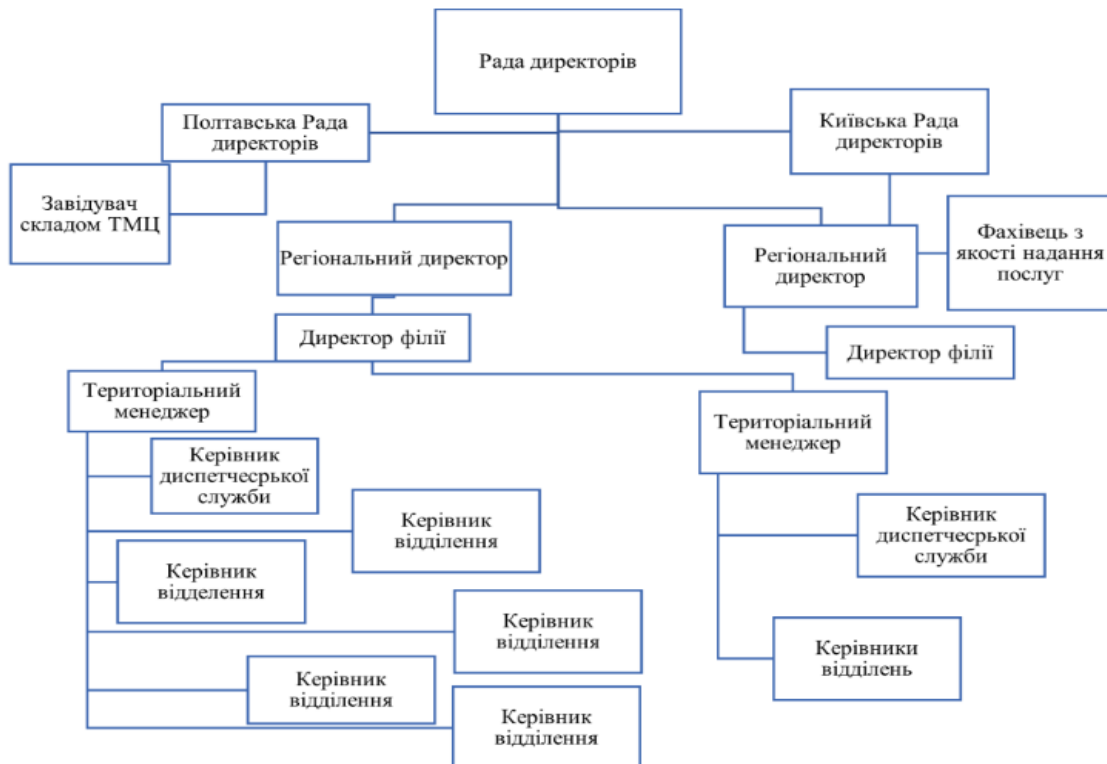 Рада директорів
Полтавська Рада
директорів
Київська Рада
директорів
Завідувач
складом ТМЦ
Регіональний директор
Регіональний
директор
Фахівець з
якості надання
послуг
Директор філії
Директор філії
Територіальний
менеджер
Територіальний
менеджер
Керівник
диспетчесрької
служби
Керівник
відділення
Керівник
диспетчесрької
служби
Керівник
відделення
Керівник
відділення
Керівники
відділень
Керівник
відділення
Керівник
відділення